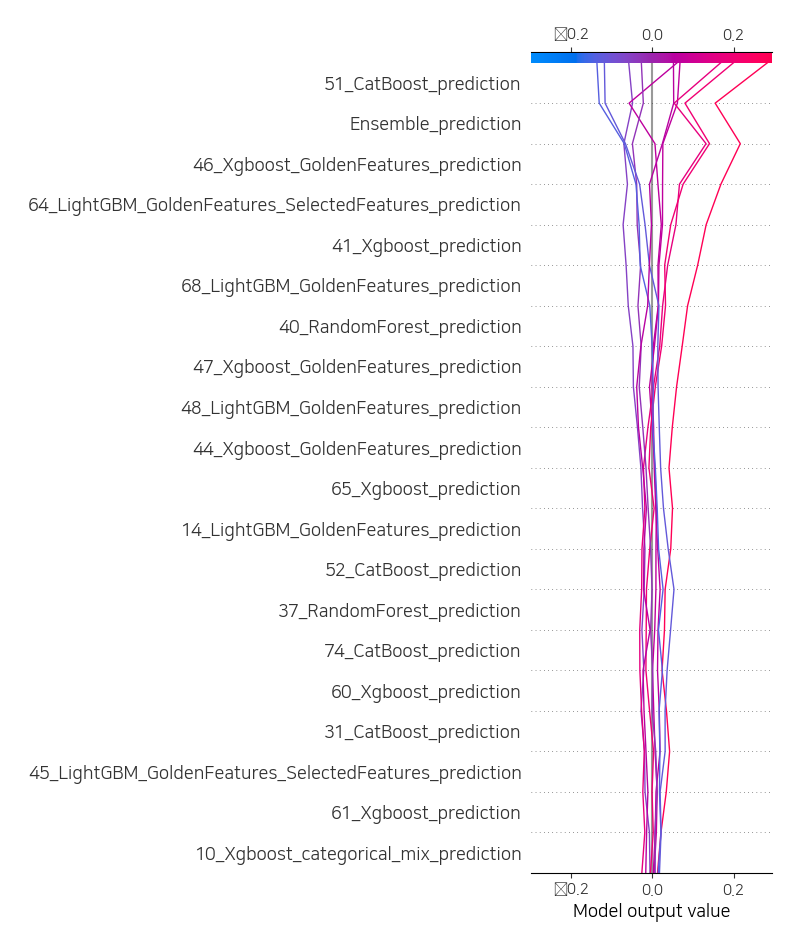 0.2 0.0 0.2
51_CatBoost_prediction
Ensemble_prediction
46_Xgboost_GoldenFeatures_prediction
64_LightGBM_GoldenFeatures_SelectedFeatures_prediction
41_Xgboost_prediction
68_LightGBM_GoldenFeatures_prediction
40_RandomForest_prediction
47_Xgboost_GoldenFeatures_prediction
48_LightGBM_GoldenFeatures_prediction
44_Xgboost_GoldenFeatures_prediction
65_Xgboost_prediction
14_LightGBM_GoldenFeatures_prediction
52_CatBoost_prediction
37_RandomForest_prediction
74_CatBoost_prediction
60_Xgboost_prediction
31_CatBoost_prediction
45_LightGBM_GoldenFeatures_SelectedFeatures_prediction
61_Xgboost_prediction
10_Xgboost_categorical_mix_prediction
0.2 0.0 0.2
Model output value